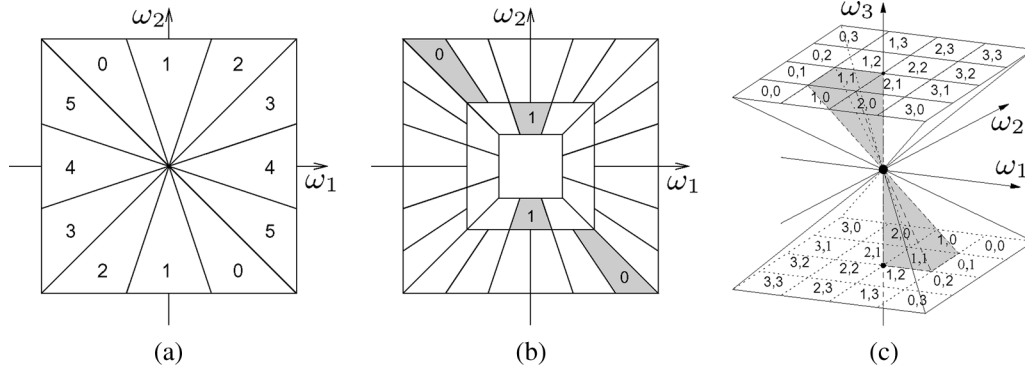 ω₂
0 1 2
5 3
4 4
ω₁
3 5
2 1 0
(a)
ω₂
0
1
ω₁
1
0
(b)
ω₃
0,3 1,3 2,3 3,3
0,2 1,2 2,2 3,2
0,1 1,1 2,1 3,1
0,0 1,0 2,0 3,0
ω₂
ω₁
3,0 2,0 1,0 0,0
3,1 2,1 1,1 0,1
3,2 2,2 1,2 0,2
3,3 2,3 1,3 0,3
(c)